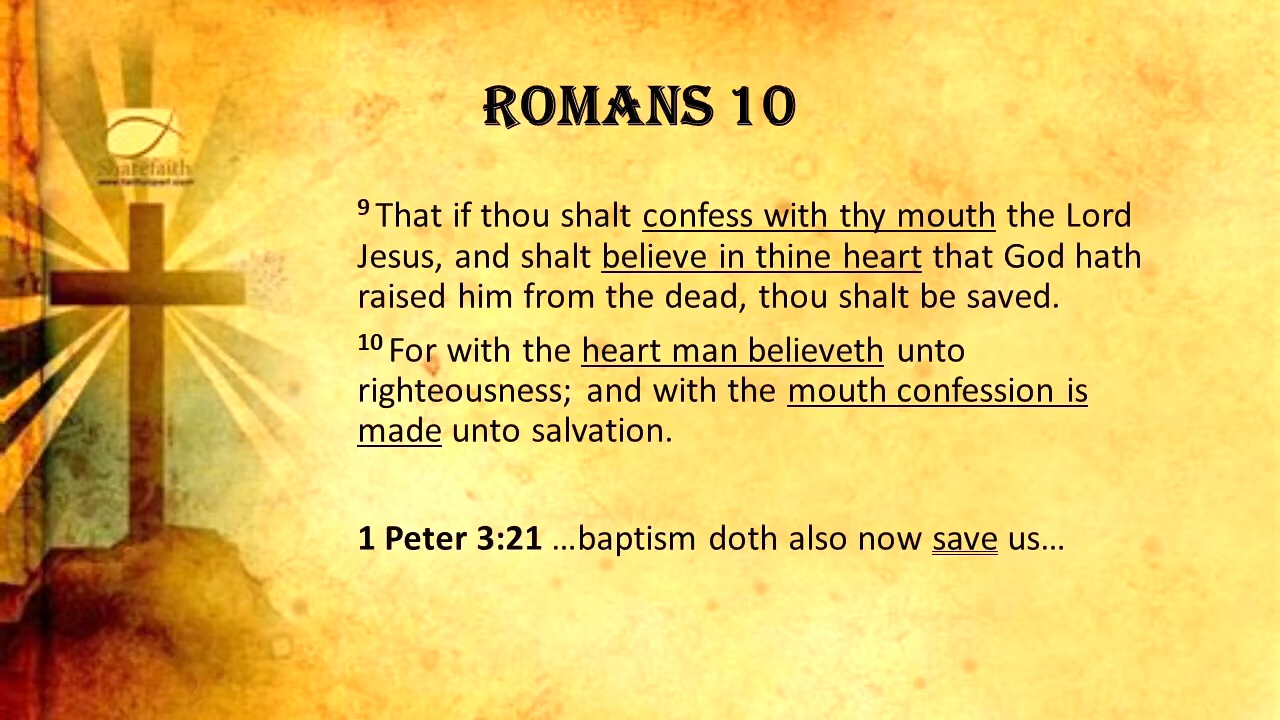 Sharefaith
ROMANS 10
9 That if thou shalt confess with thy mouth the Lord
Jesus, and shalt believe in thine heart that God hath
raised him from the dead, thou shalt be saved.
10 For with the heart man believeth unto
righteousness; and with the mouth confession is
made unto salvation.
1 Peter 3:21 …baptism doth also now save us…